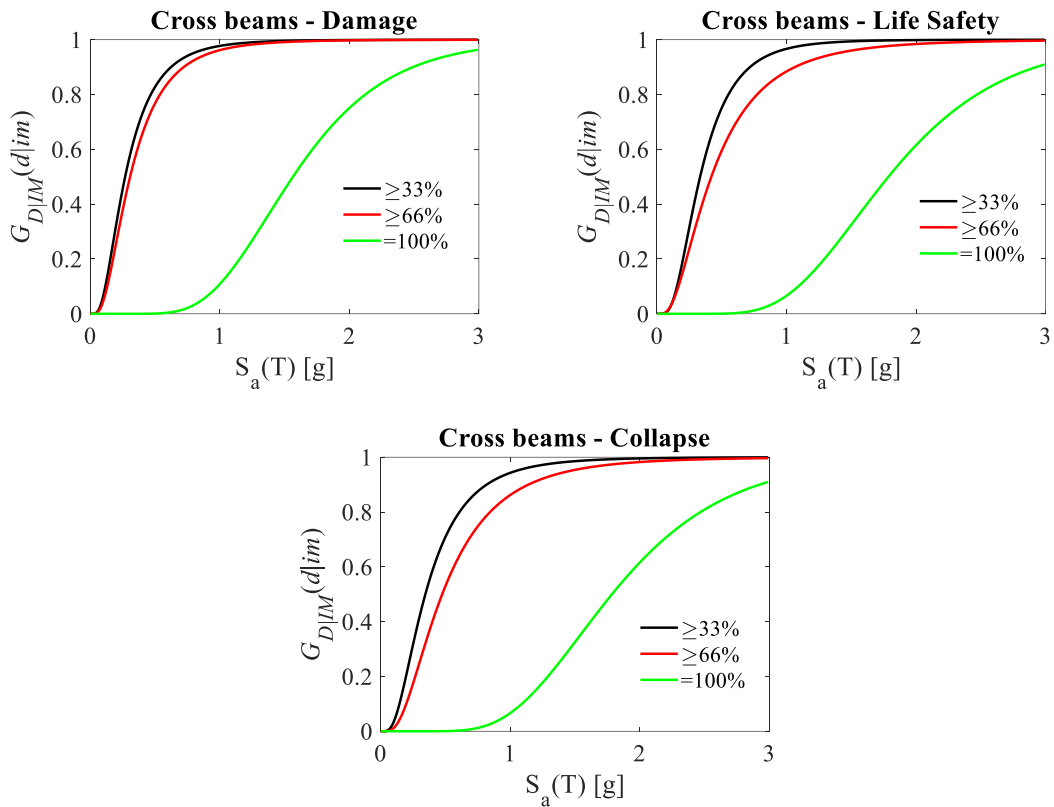 Cross beams - Damage
1
0.8
0.6
0.4
0.2
0
G_{D|IM}(d|im)
≥33%
≥66%
=100%
0 1 2 3
S_a(T) [g]
Cross beams - Life Safety
1
0.8
0.6
0.4
0.2
0
G_{D|IM}(d|im)
≥33%
≥66%
=100%
0 1 2 3
S_a(T) [g]
Cross beams - Collapse
1
0.8
0.6
0.4
0.2
0
G_{D|IM}(d|im)
≥33%
≥66%
=100%
0 1 2 3
S_a(T) [g]